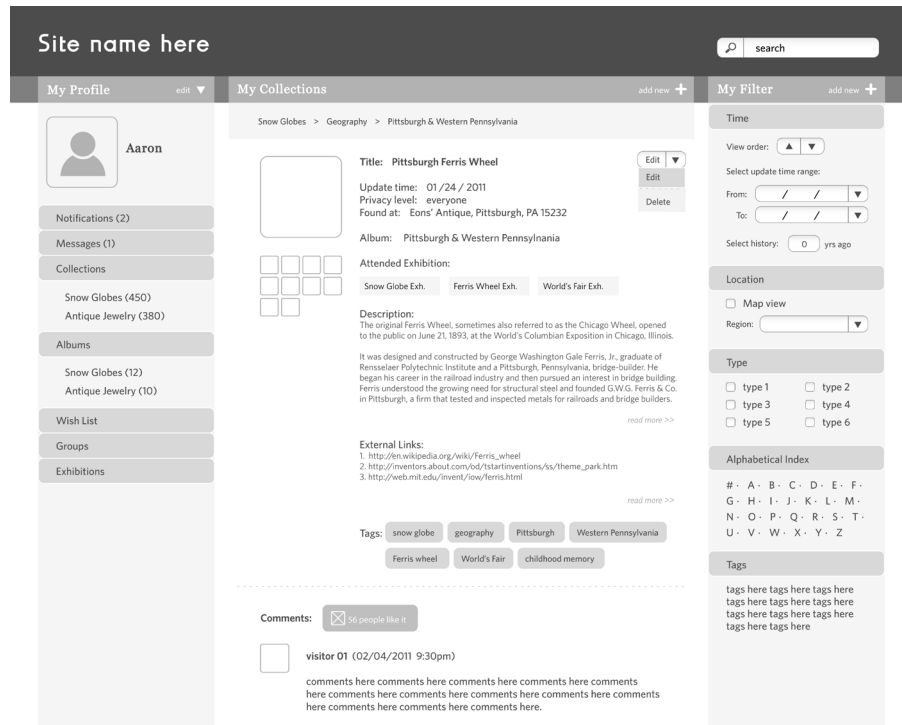 Site name here
search
My Profile
edit
Aaron
Notifications (2)
Messages (1)
Collections
Snow Globes (450)
Antique Jewelry (380)
Albums
Snow Globes (12)
Antique Jewelry (10)
Wish List
Groups
Exhibitions
My Collections
add new
Snow Globes > Geography > Pittsburgh & Western Pennsylvania
Title: Pittsburgh Ferris Wheel
Edit
Edit
Delete
Update time: 01/24 / 2011
Privacy level: everyone
Found at: Eons' Antique, Pittsburgh, PA 15232
Album: Pittsburgh & Western Pennsylnania
Attended Exhibition:
Snow Globe Exh. Ferris Wheel Exh. World's Fair Exh.
Description:
The original Ferris Wheel, sometimes also referred to as the Chicago Wheel, opened
to the public on June 21, 1893, at the World's Columbian Exposition in Chicago, Illinois.
It was designed and constructed by George Washington Gale Ferris, Jr., graduate of
Rensselaer Polytechnic Institute and a Pittsburgh, Pennsylvania, bridge-builder. He
began his career in the railroad industry and then pursued an interest in bridge building.
Ferris understood the growing need for structural steel and founded G.W.G. Ferris & Co.
in Pittsburgh, a firm that tested and inspected metals for railroads and bridge builders.
read more >>
External Links:
1. http://en.wikipedia.org/wiki/Ferris_wheel
2. http://inventors.about.com/od/tstartinventions/ss/theme_park.htm
3. http://web.mit.edu/invent/iow/ferris.html
read more >>
Tags: snow globe geography Pittsburgh Western Pennsylvania
Ferris wheel World's Fair childhood memory
Comments: 56 people like it
visitor 01 (02/04/2011 9:30pm)
comments here comments here comments here comments here comments
here comments here comments here comments here comments here comments
here comments here comments here comments here.
My Filter
add new
Time
View order:
Select update time range:
From: / /
To: / /
Select history: 0 yrs ago
Location
Map view
Region:
Type
type 1 type 2
type 3 type 4
type 5 type 6
Alphabetical Index
# · A · B · C · D · E · F ·
G · H · I · J · K · L · M ·
N · O · P · Q · R · S · T ·
U · V · W · X · Y · Z
Tags
tags here tags here tags here
tags here tags here tags here
tags here tags here tags here
tags here tags here